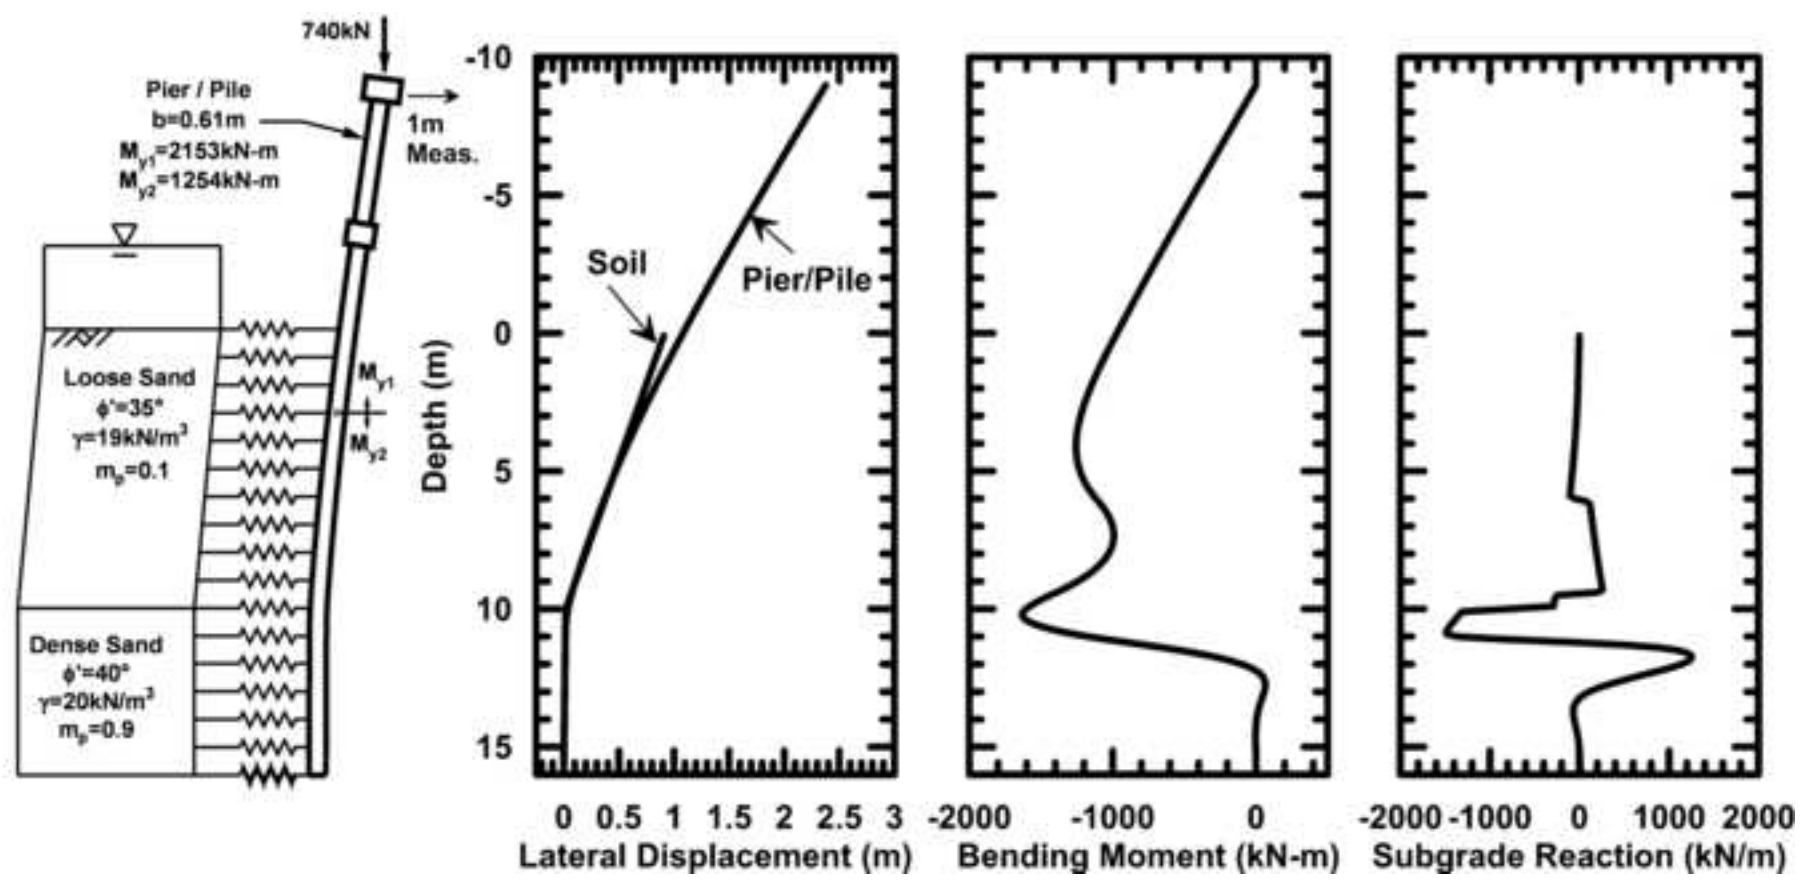 740kN
Pier / Pile
b=0.61m
My1=2153kN-m
My2=1254kN-m
1m
Meas.
Loose Sand
ϕ'=35°
γ=19kN/m³
mp=0.1
My1
My2
Dense Sand
ϕ'=40°
γ=20kN/m³
mp=0.9
Depth (m)
-10
-5
0
5
10
15
Soil
Pier/Pile
0 0.5 1 1.5 2 2.5 3
Lateral Displacement (m)
-2000 -1000 0
Bending Moment (kN-m)
-2000 -1000 0 1000 2000
Subgrade Reaction (kN/m)